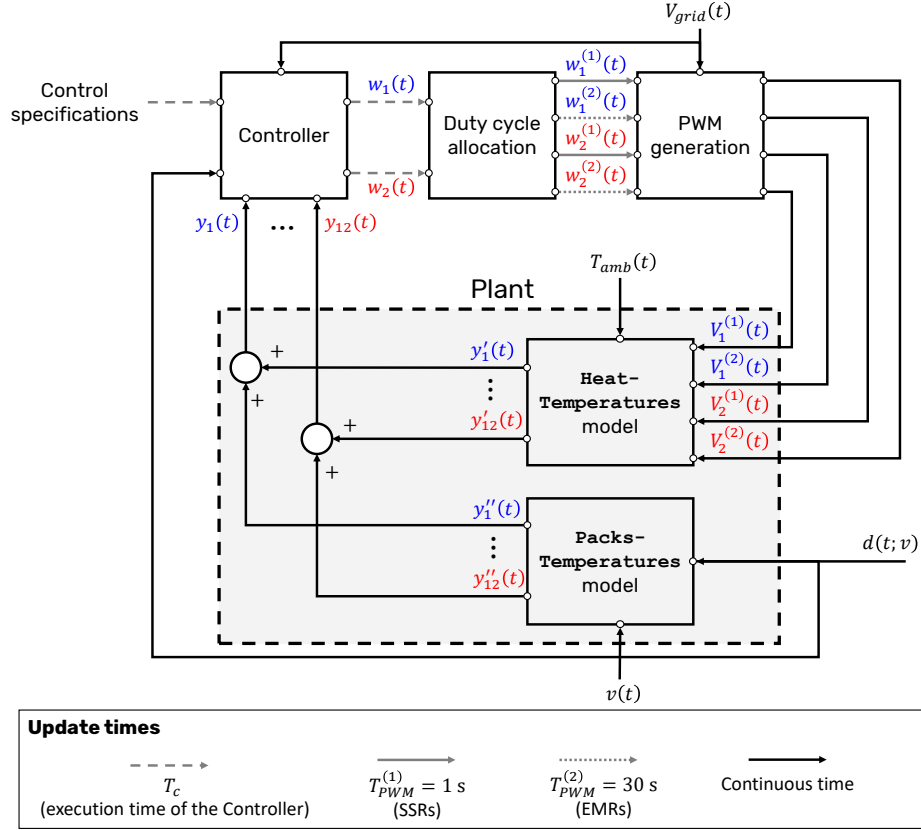 V_grid(t)
Control
specifications
Controller
w_1(t)
w_2(t)
Duty cycle
allocation
w_1^(1)(t)
w_1^(2)(t)
w_2^(1)(t)
w_2^(2)(t)
PWM
generation
y_1(t)
...
y_12(t)
T_amb(t)
Plant
+
+
+
+
y'_1(t)
⋮
y'_12(t)
Heat-
Temperatures
model
V_1^(1)(t)
V_1^(2)(t)
V_2^(1)(t)
V_2^(2)(t)
y''_1(t)
⋮
y''_12(t)
Packs-
Temperatures
model
d(t; v)
v(t)
Update times
T_c
(execution time of the Controller)
T_PWM^(1) = 1 s
(SSRs)
T_PWM^(2) = 30 s
(EMRs)
Continuous time